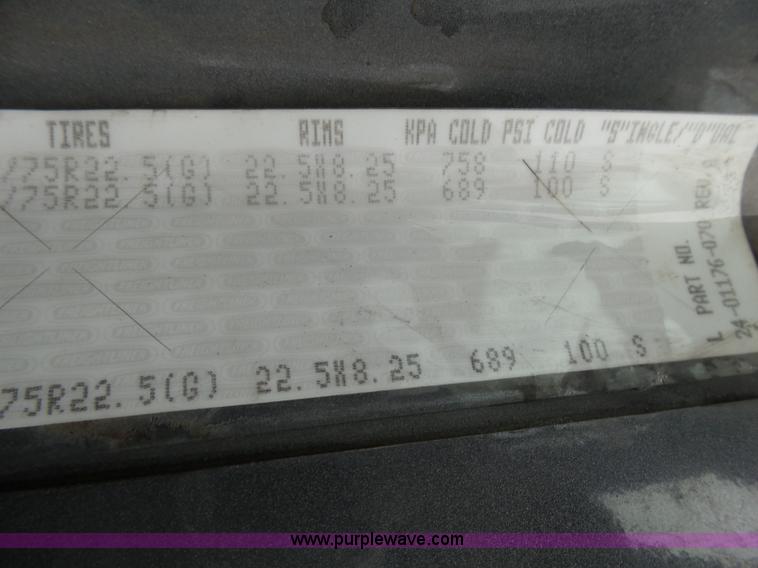 TIRES RIMS KPA COLD PSI COLD "S"INGLE/"D"UAL
/75R22.5(G) 22.5X8.25 758 110 S
/75R22.5(G) 22.5X8.25 689 100 S
75R22.5(G) 22.5X8.25 689 100 S
L PART NO.
24-01176-070 REV.
www.purplewave.com